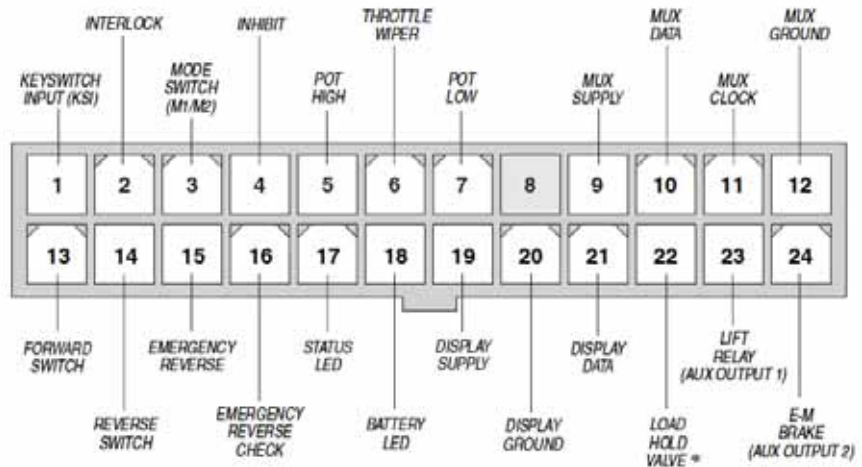 INTERLOCK
INHIBIT
THROTTLE
WIPER
MUX
DATA
MUX
GROUND
KEYSWITCH
INPUT (KSI)
MODE
SWITCH
(M1/M2)
POT
HIGH
POT
LOW
MUX
SUPPLY
MUX
CLOCK
1 2 3 4 5 6 7 8 9 10 11 12
13 14 15 16 17 18 19 20 21 22 23 24
FORWARD
SWITCH
EMERGENCY
REVERSE
STATUS
LED
DISPLAY
SUPPLY
DISPLAY
DATA
LIFT
RELAY
(AUX OUTPUT 1)
REVERSE
SWITCH
EMERGENCY
REVERSE
CHECK
BATTERY
LED
DISPLAY
GROUND
LOAD
HOLD
VALVE *
E-M
BRAKE
(AUX OUTPUT 2)